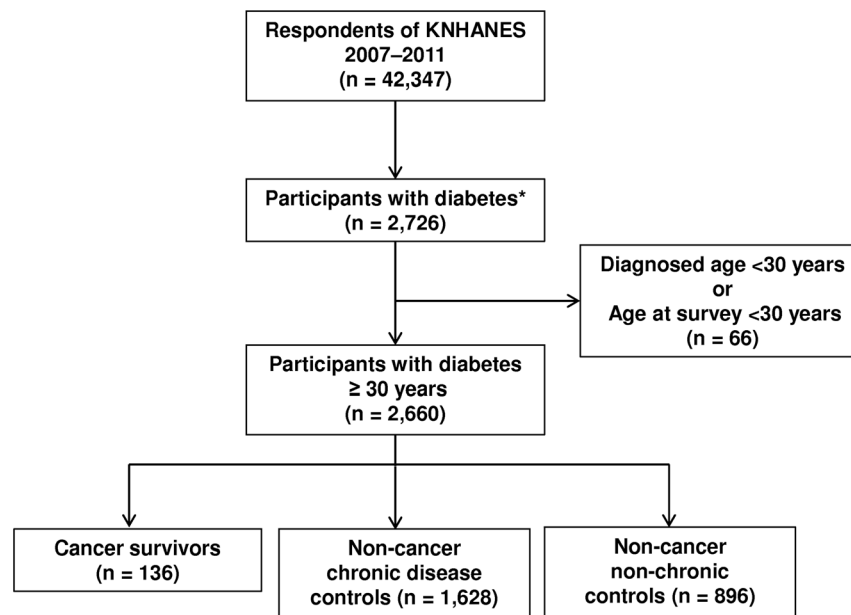 Respondents of KNHANES
2007–2011
(n = 42,347)
Participants with diabetes*
(n = 2,726)
Diagnosed age <30 years
or
Age at survey <30 years
(n = 66)
Participants with diabetes
≥ 30 years
(n = 2,660)
Cancer survivors
(n = 136)
Non-cancer
chronic disease
controls (n = 1,628)
Non-cancer
non-chronic
controls (n = 896)